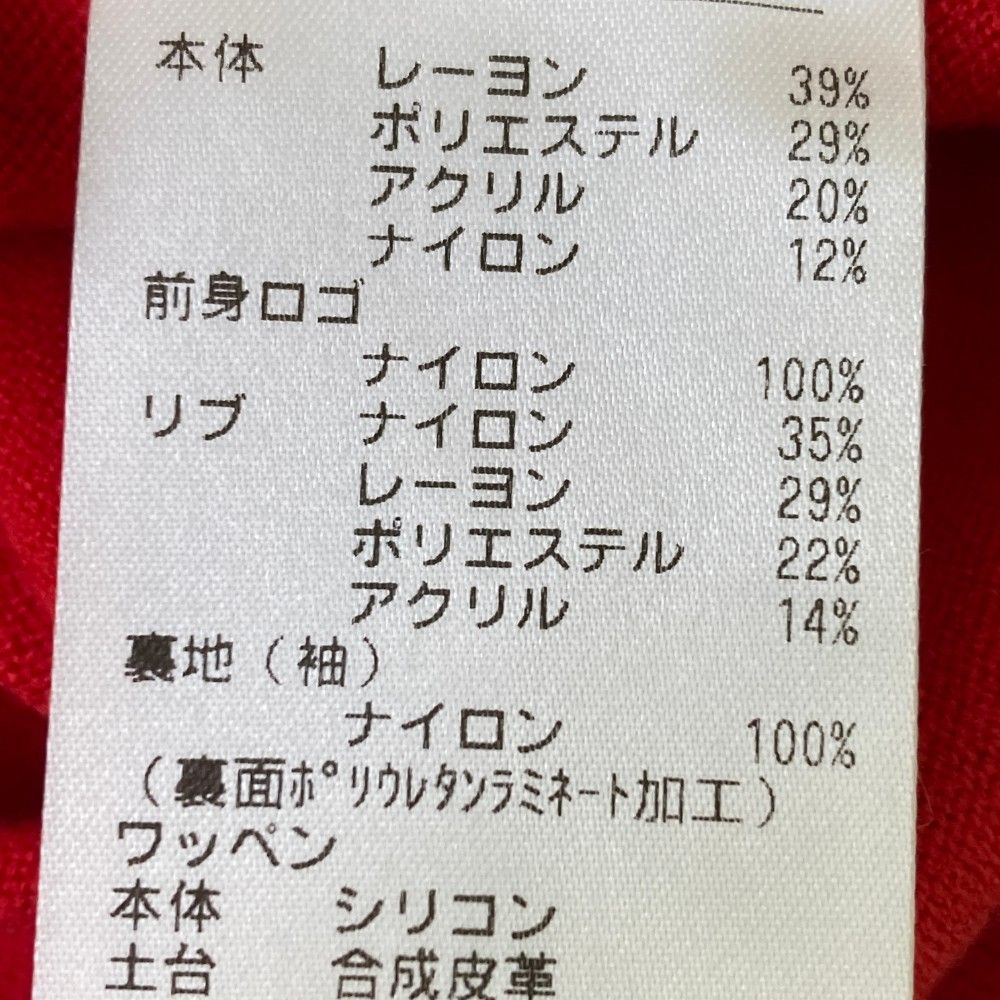 本体 レーヨン 39%
ポリエステル 29%
アクリル 20%
ナイロン 12%
前身ロゴ
ナイロン 100%
リブ ナイロン 35%
レーヨン 29%
ポリエステル 22%
アクリル 14%
裏地(袖)
ナイロン 100%
(裏面ﾎﾟﾘｳﾚﾀﾝﾗﾐﾈｰﾄ加工)
ワッペン
本体 シリコン
土台 合成皮革